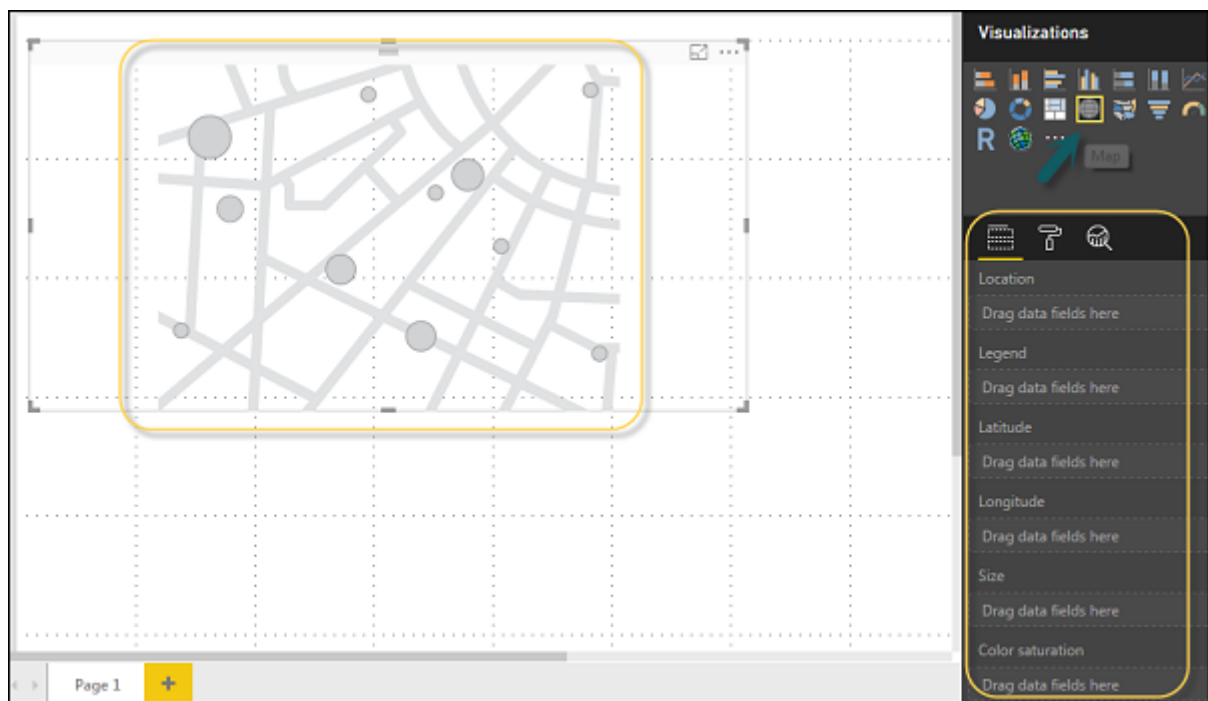 Visualizations
R
Map
Location
Drag data fields here
Legend
Drag data fields here
Latitude
Drag data fields here
Longitude
Drag data fields here
Size
Drag data fields here
Color saturation
Drag data fields here
Page 1